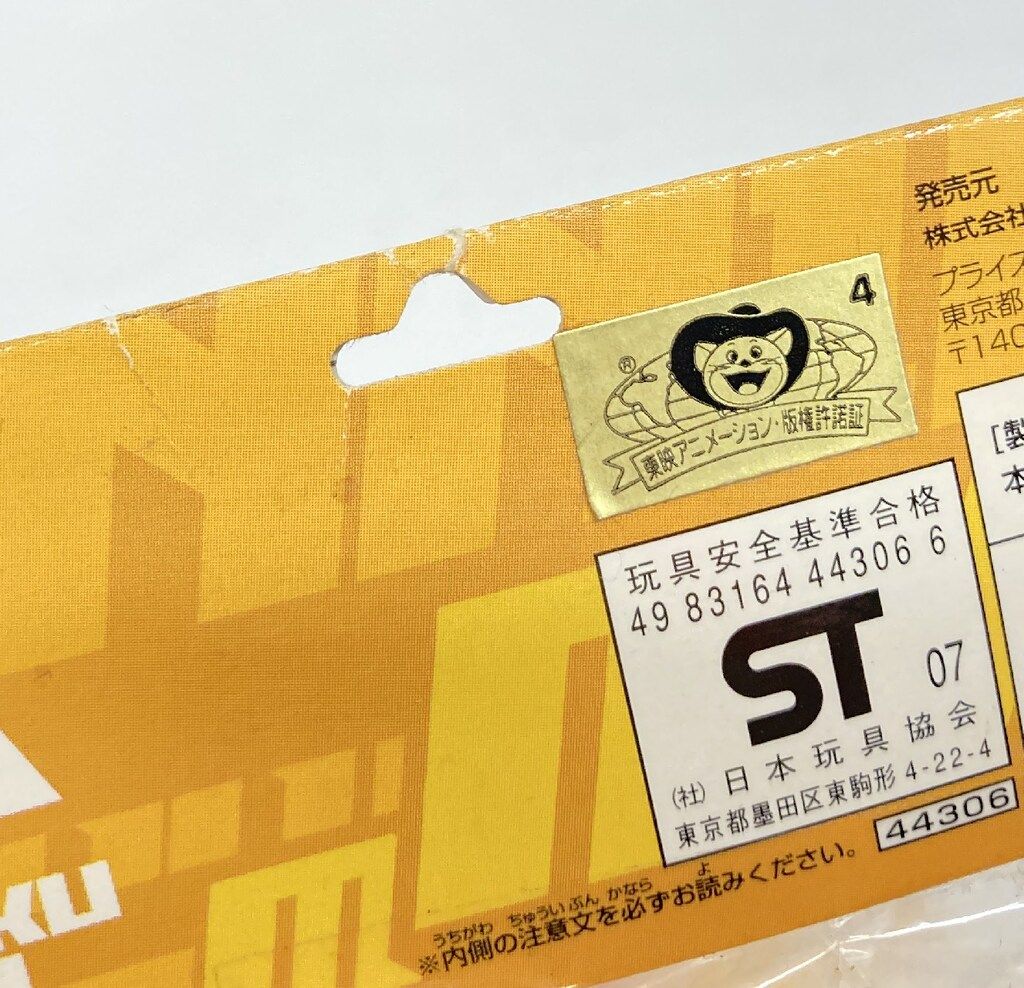 発売元
株式会社
プライズ
東京都
〒140
4
®
東映アニメーション・版権許諾証
[製
本
玩具安全基準合格
49 83164 44306 6
ST
07
(社) 日本玩具協会
東京都墨田区東駒形 4-22-4
44306
うちがわ ちゅういぶん かなら よ
※内側の注意文を必ずお読みください。
KU